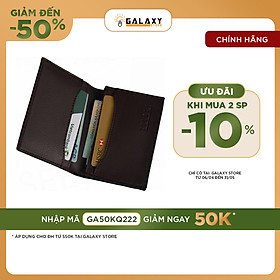 GIẢM ĐẾN
-50%
GALAXY
CHÍNH HÃNG
ƯU ĐÃI
KHI MUA 2 SP
-10%
CHỈ CÓ TẠI GALAXY STORE
TỪ 06/04 ĐẾN 31/05
NHẬP MÃ GA50KQ222 GIẢM NGAY 50K*
* ÁP DỤNG CHO ĐH TỪ 550K TẠI GALAXY STORE